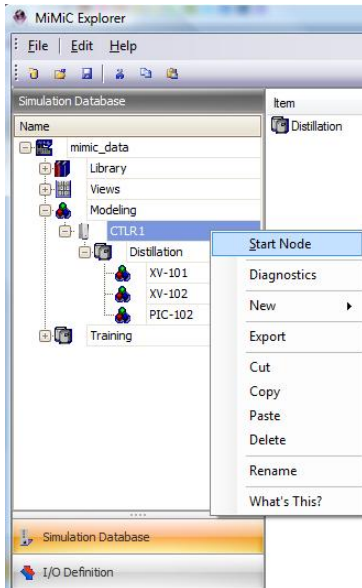 MiMiC Explorer
File Edit Help
Simulation Database
Name
mimic_data
Library
Views
Modeling
CTLR1
Distillation
XV-101
XV-102
PIC-102
Training
Item
Distillation
Start Node
Diagnostics
New
Export
Cut
Copy
Paste
Delete
Rename
What's This?
Simulation Database
I/O Definition